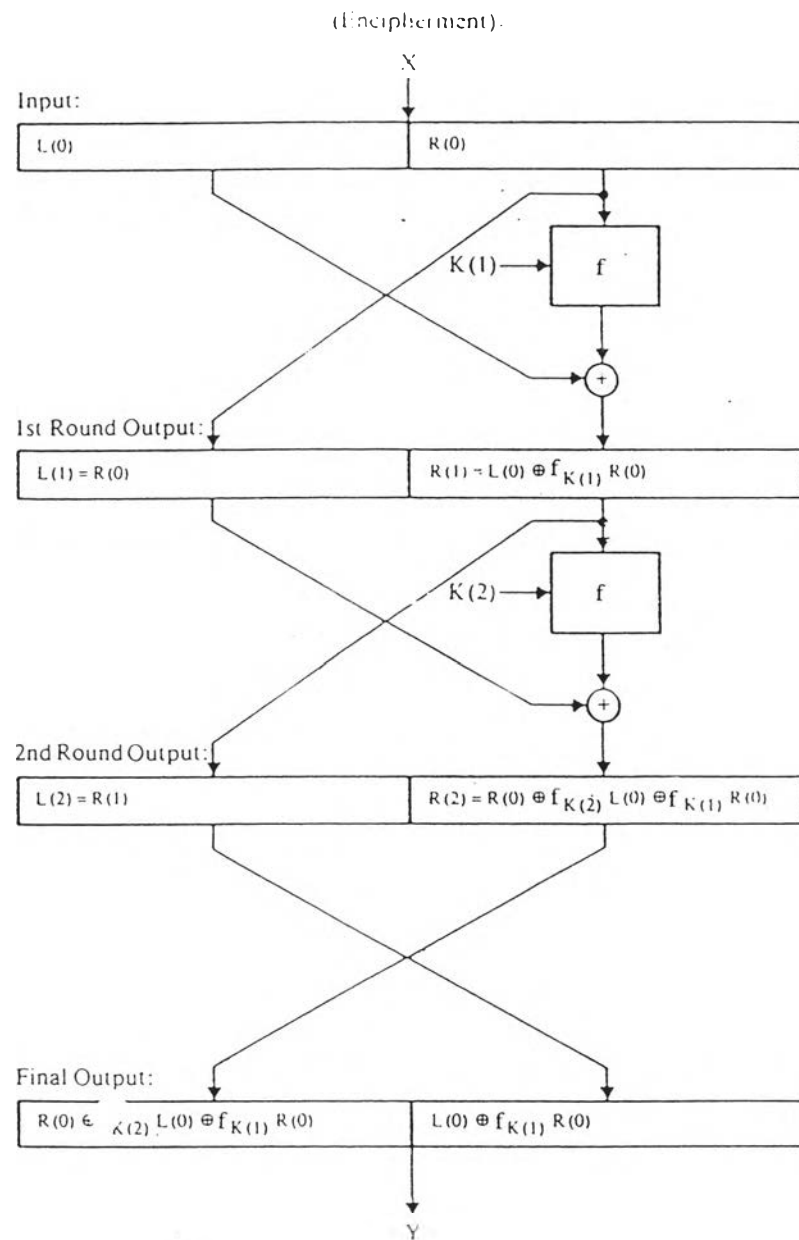 (Encipherment).
X
Input:
L(0) R(0)
K(1) f
+
1st Round Output:
L(1) = R(0) R(1) = L(0) ⊕ f K(1) R(0)
K(2) f
+
2nd Round Output:
L(2) = R(1) R(2) = R(0) ⊕ f K(2) L(0) ⊕ f K(1) R(0)
Final Output:
R(0) K(2) L(0) ⊕ f K(1) R(0) L(0) ⊕ f K(1) R(0)
Y